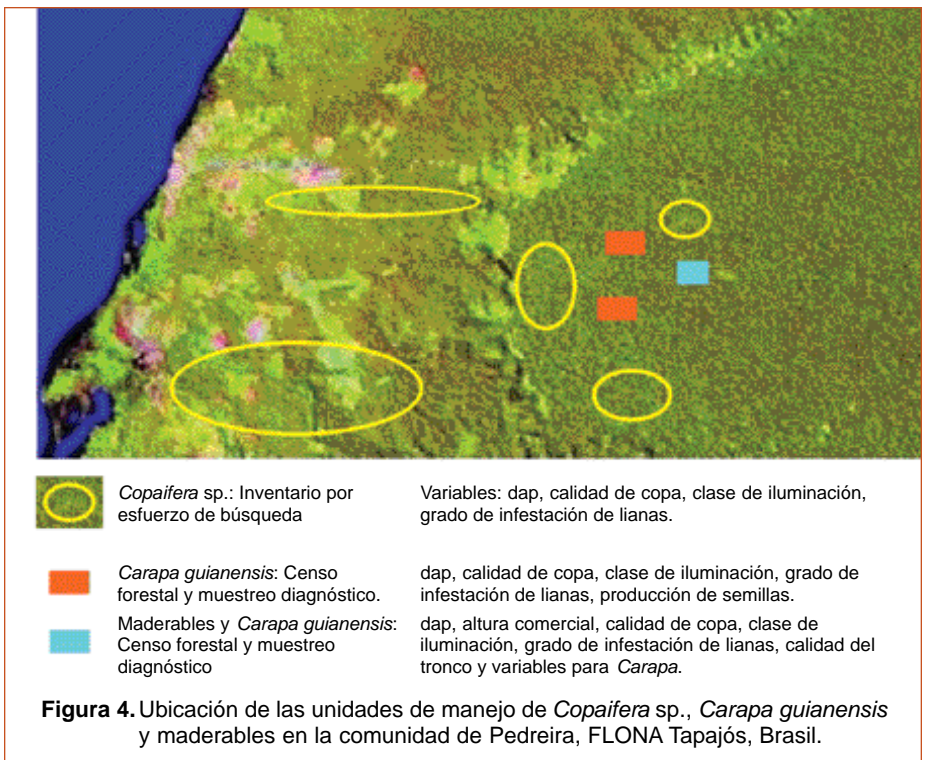 Copaifera sp.: Inventario por
esfuerzo de búsqueda
Variables: dap, calidad de copa, clase de iluminación,
grado de infestación de lianas.
Carapa guianensis: Censo
forestal y muestreo diagnóstico.
dap, calidad de copa, clase de iluminación, grado de
infestación de lianas, producción de semillas.
Maderables y Carapa guianensis:
Censo forestal y muestreo
diagnóstico
dap, altura comercial, calidad de copa, clase de
iluminación, grado de infestación de lianas, calidad del
tronco y variables para Carapa.
Figura 4. Ubicación de las unidades de manejo de Copaifera sp., Carapa guianensis
y maderables en la comunidad de Pedreira, FLONA Tapajós, Brasil.